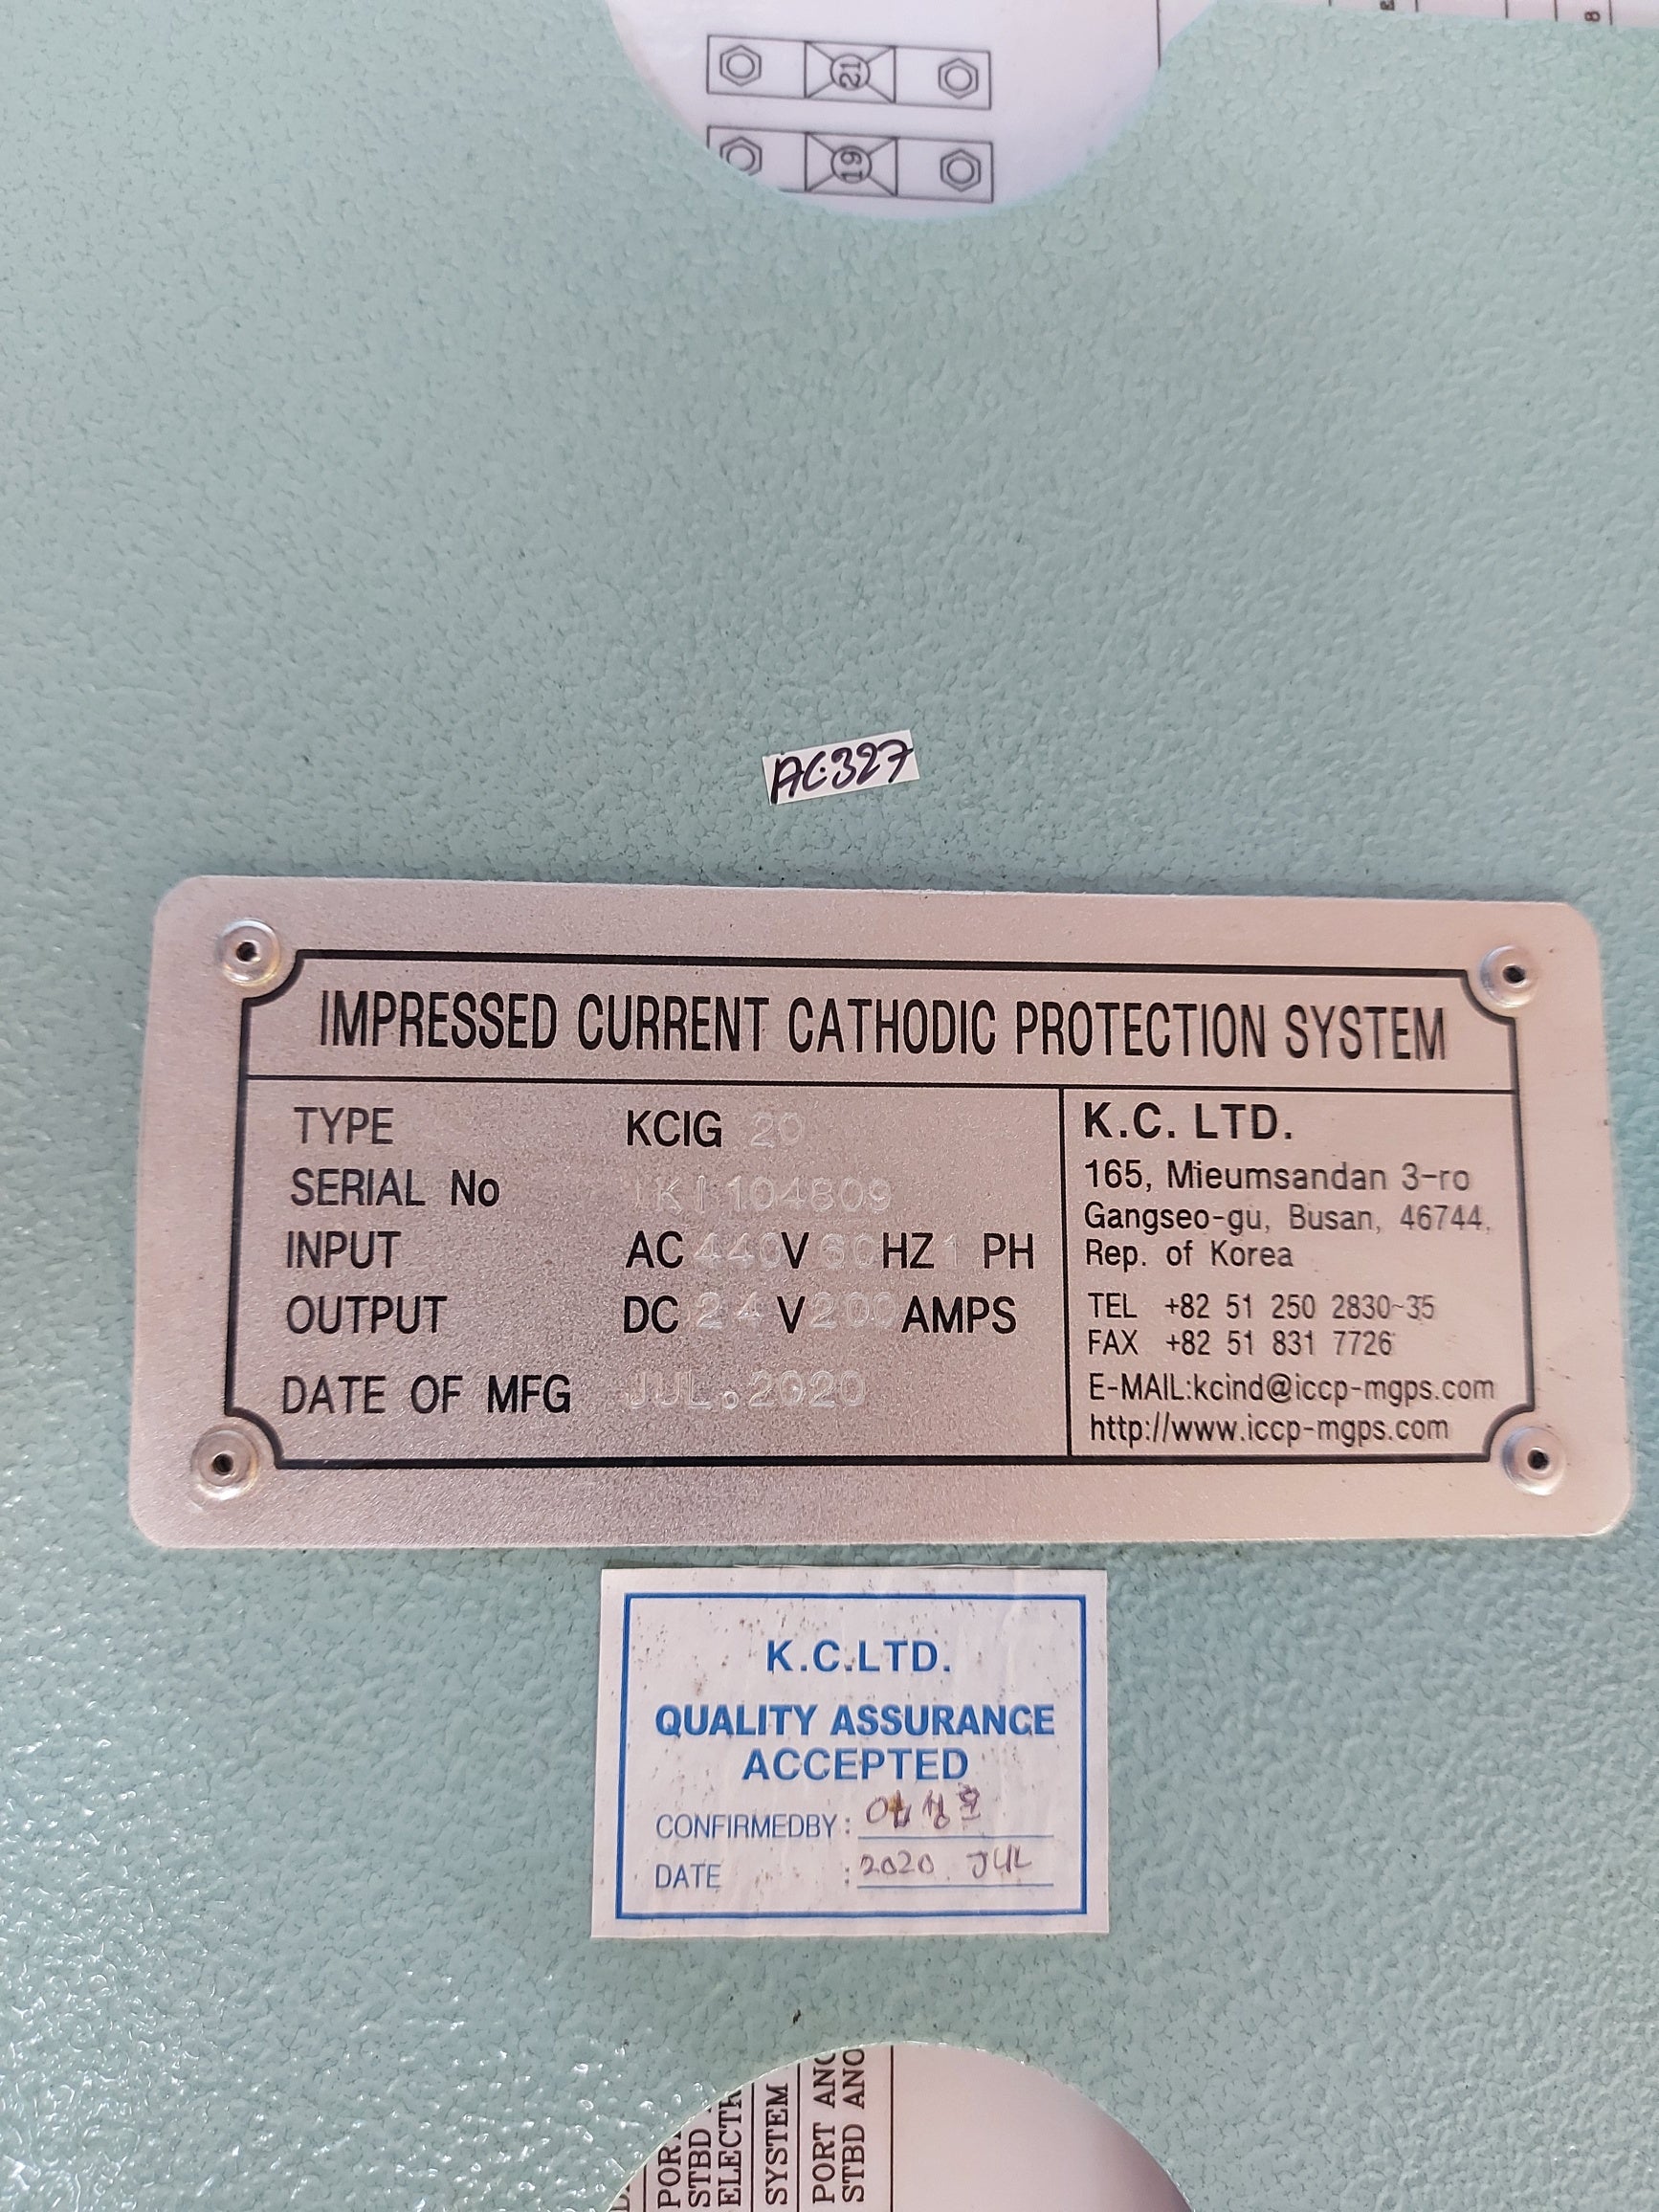 21
19
8
AC327
IMPRESSED CURRENT CATHODIC PROTECTION SYSTEM
TYPE KCIG 20
SERIAL No 1K1104809
INPUT AC 440 V 60 HZ 1 PH
OUTPUT DC 24 V 200 AMPS
DATE OF MFG JUL.2020
K.C. LTD.
165, Mieumsandan 3-ro
Gangseo-gu, Busan, 46744,
Rep. of Korea
TEL +82 51 250 2830~35
FAX +82 51 831 7726
E-MAIL:kcind@iccp-mgps.com
http://www.iccp-mgps.com
K.C.LTD.
QUALITY ASSURANCE
ACCEPTED
CONFIRMEDBY :
DATE : 2020 JUL
PORT
STBD
ELECTR
SYSTEM
PORT ANO
STBD ANO